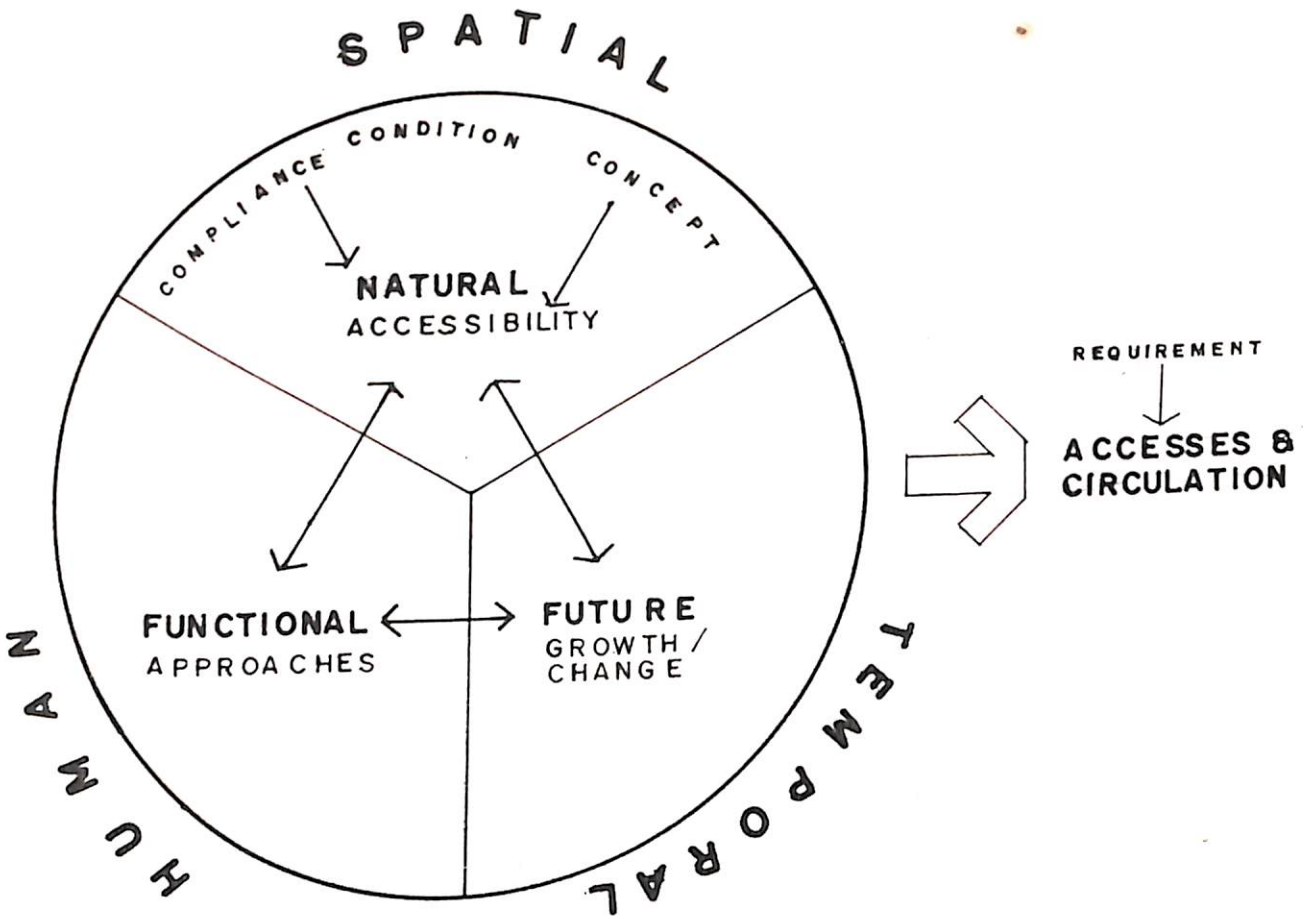 SPATIAL
COMPLIANCE CONDITION CONCEPT
NATURAL
ACCESSIBILITY
REQUIREMENT
ACCESSES &
CIRCULATION
FUNCTIONAL
APPROACHES
FUTURE
GROWTH /
CHANGE
HUMAN
TEMPORAL